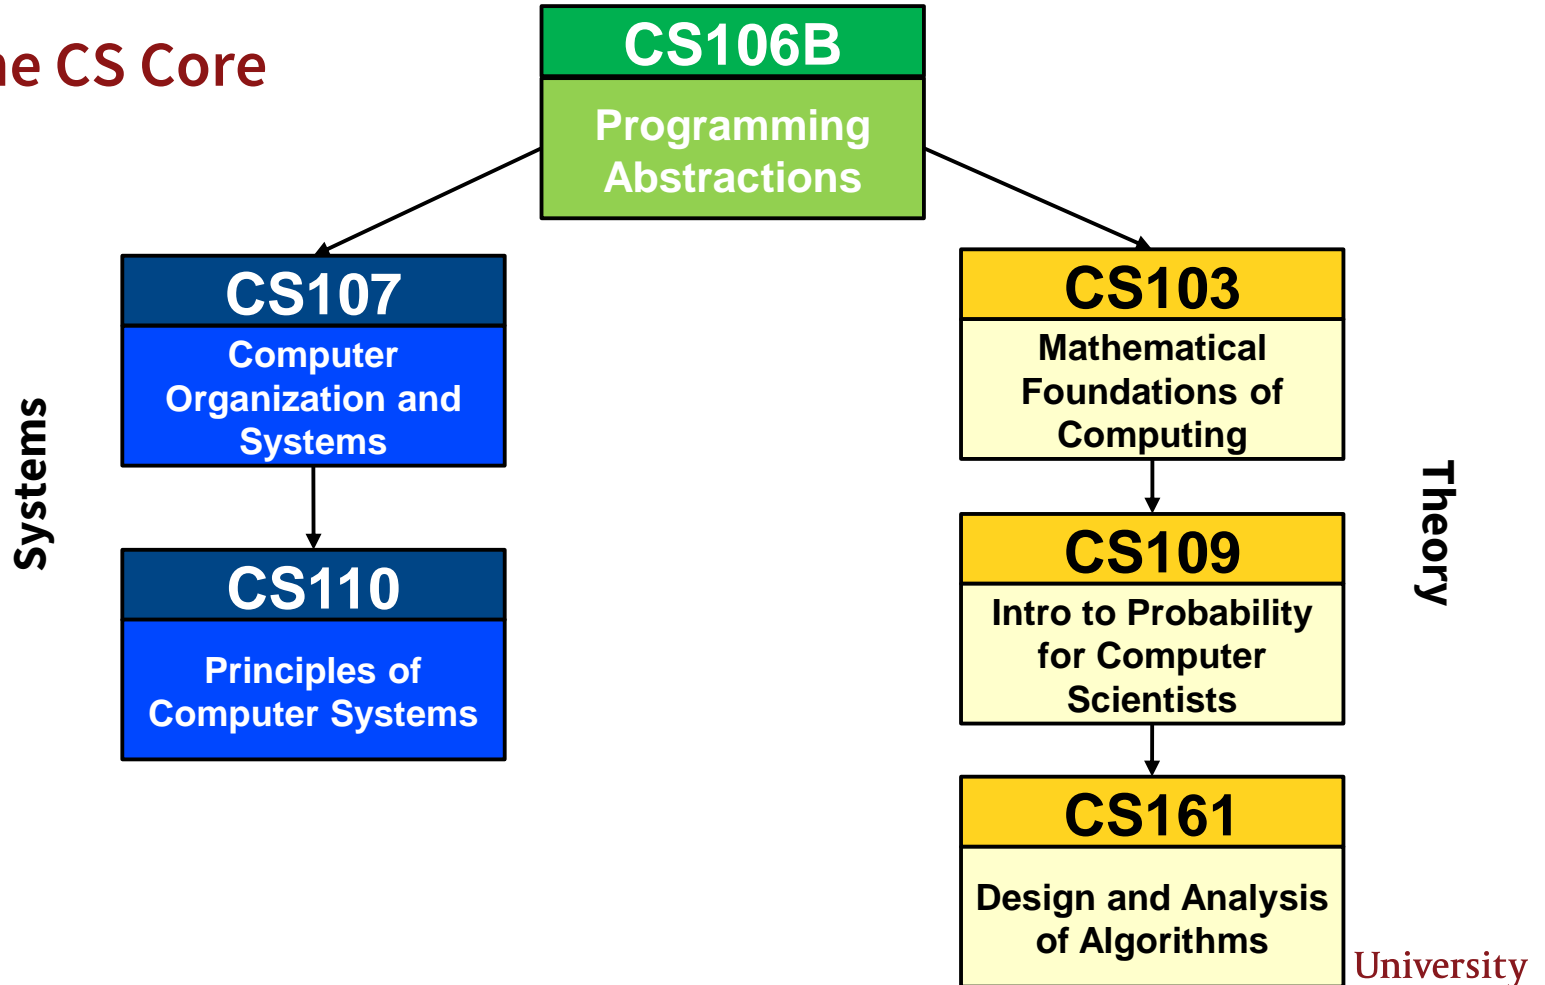 CS Core
CS106B
Programming
Abstractions
CS107
Computer
Organization and
Systems
CS103
Mathematical
Foundations of
Computing
Systems
Theory
CS110
Principles of
Computer Systems
CS109
Intro to Probability
for Computer
Scientists
CS161
Design and Analysis
of Algorithms
University